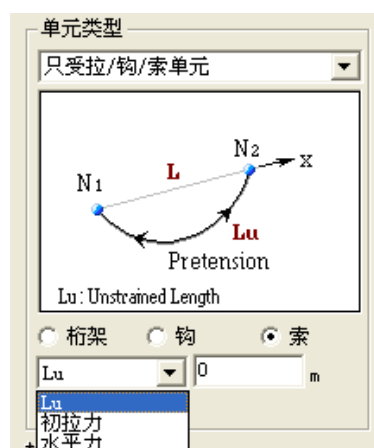 单元类型
只受拉/钩/索单元
N1
L
N2
x
Lu
Pretension
Lu: Unstrained Length
桁架 钩 索
Lu 0 m
Lu
初拉力
水平力